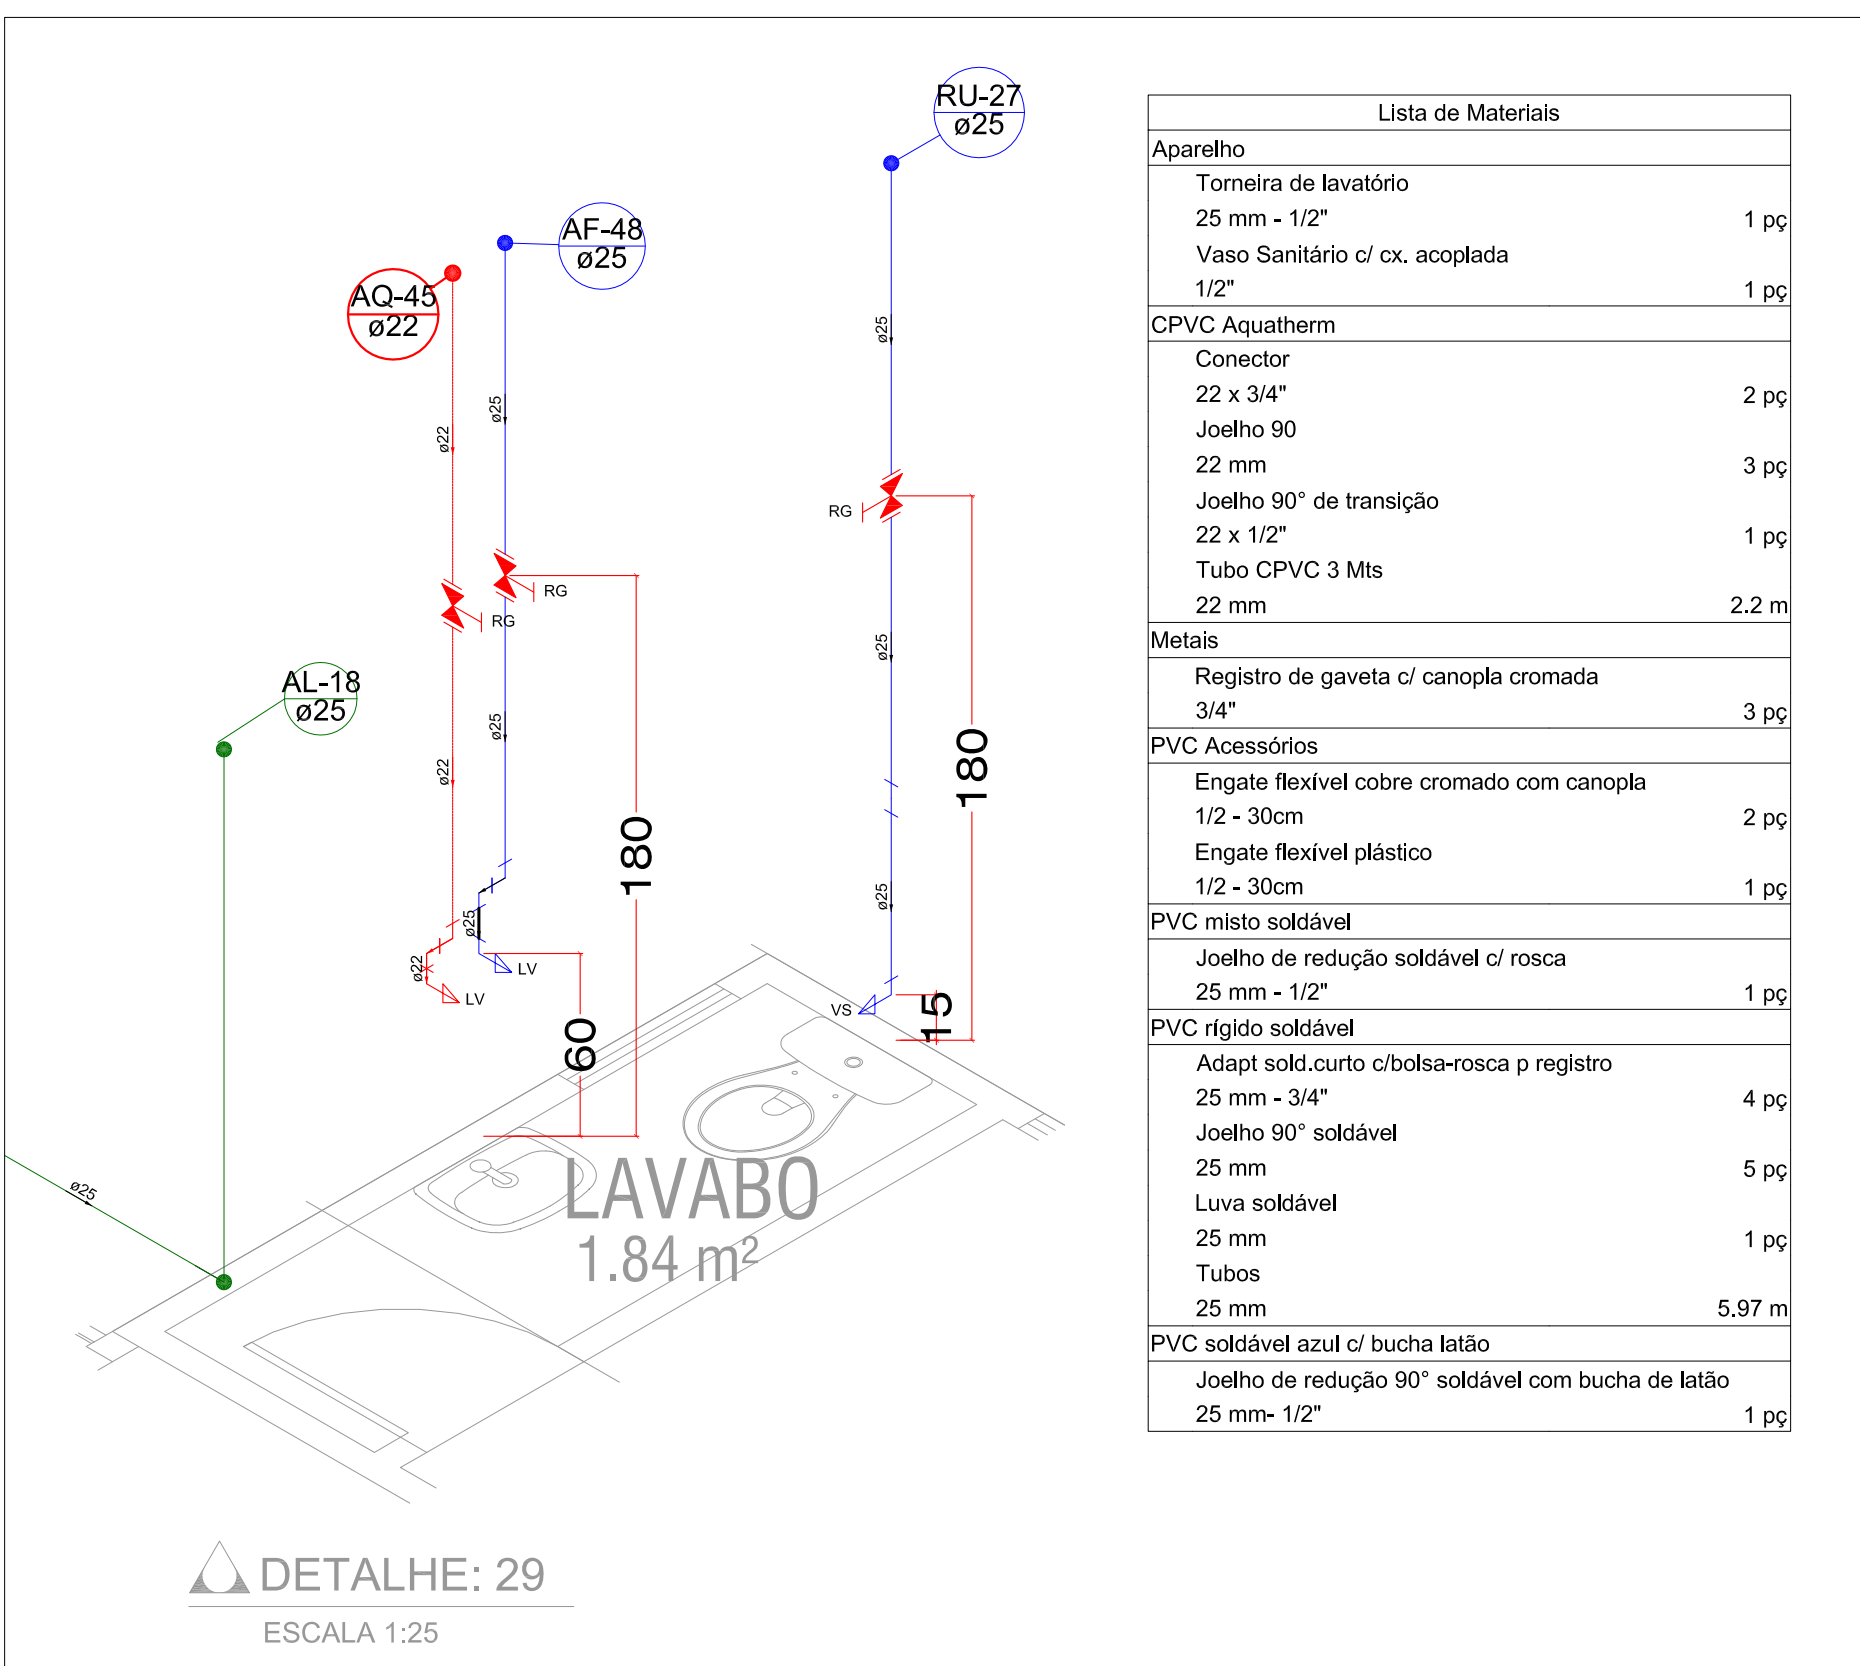 RU-27
ø25
AF-48
ø25
AQ-45
ø22
AL-18
ø25
ø25
ø25
ø22
RG
RG
RG
ø25
ø25
ø22
180
180
ø25
ø25
ø22
LV
LV
VS
15
60
ø25
LAVABO
1.84 m²
DETALHE: 29
ESCALA 1:25
Lista de Materiais
Aparelho
Torneira de lavatório
25 mm - 1/2" 1 pç
Vaso Sanitário c/ cx. acoplada
1/2" 1 pç
CPVC Aquatherm
Conector
22 x 3/4" 2 pç
Joelho 90
22 mm 3 pç
Joelho 90° de transição
22 x 1/2" 1 pç
Tubo CPVC 3 Mts
22 mm 2.2 m
Metais
Registro de gaveta c/ canopla cromada
3/4" 3 pç
PVC Acessórios
Engate flexível cobre cromado com canopla
1/2 - 30cm 2 pç
Engate flexível plástico
1/2 - 30cm 1 pç
PVC misto soldável
Joelho de redução soldável c/ rosca
25 mm - 1/2" 1 pç
PVC rígido soldável
Adapt sold.curto c/bolsa-rosca p registro
25 mm - 3/4" 4 pç
Joelho 90° soldável
25 mm 5 pç
Luva soldável
25 mm 1 pç
Tubos
25 mm 5.97 m
PVC soldável azul c/ bucha latão
Joelho de redução 90° soldável com bucha de latão
25 mm- 1/2" 1 pç